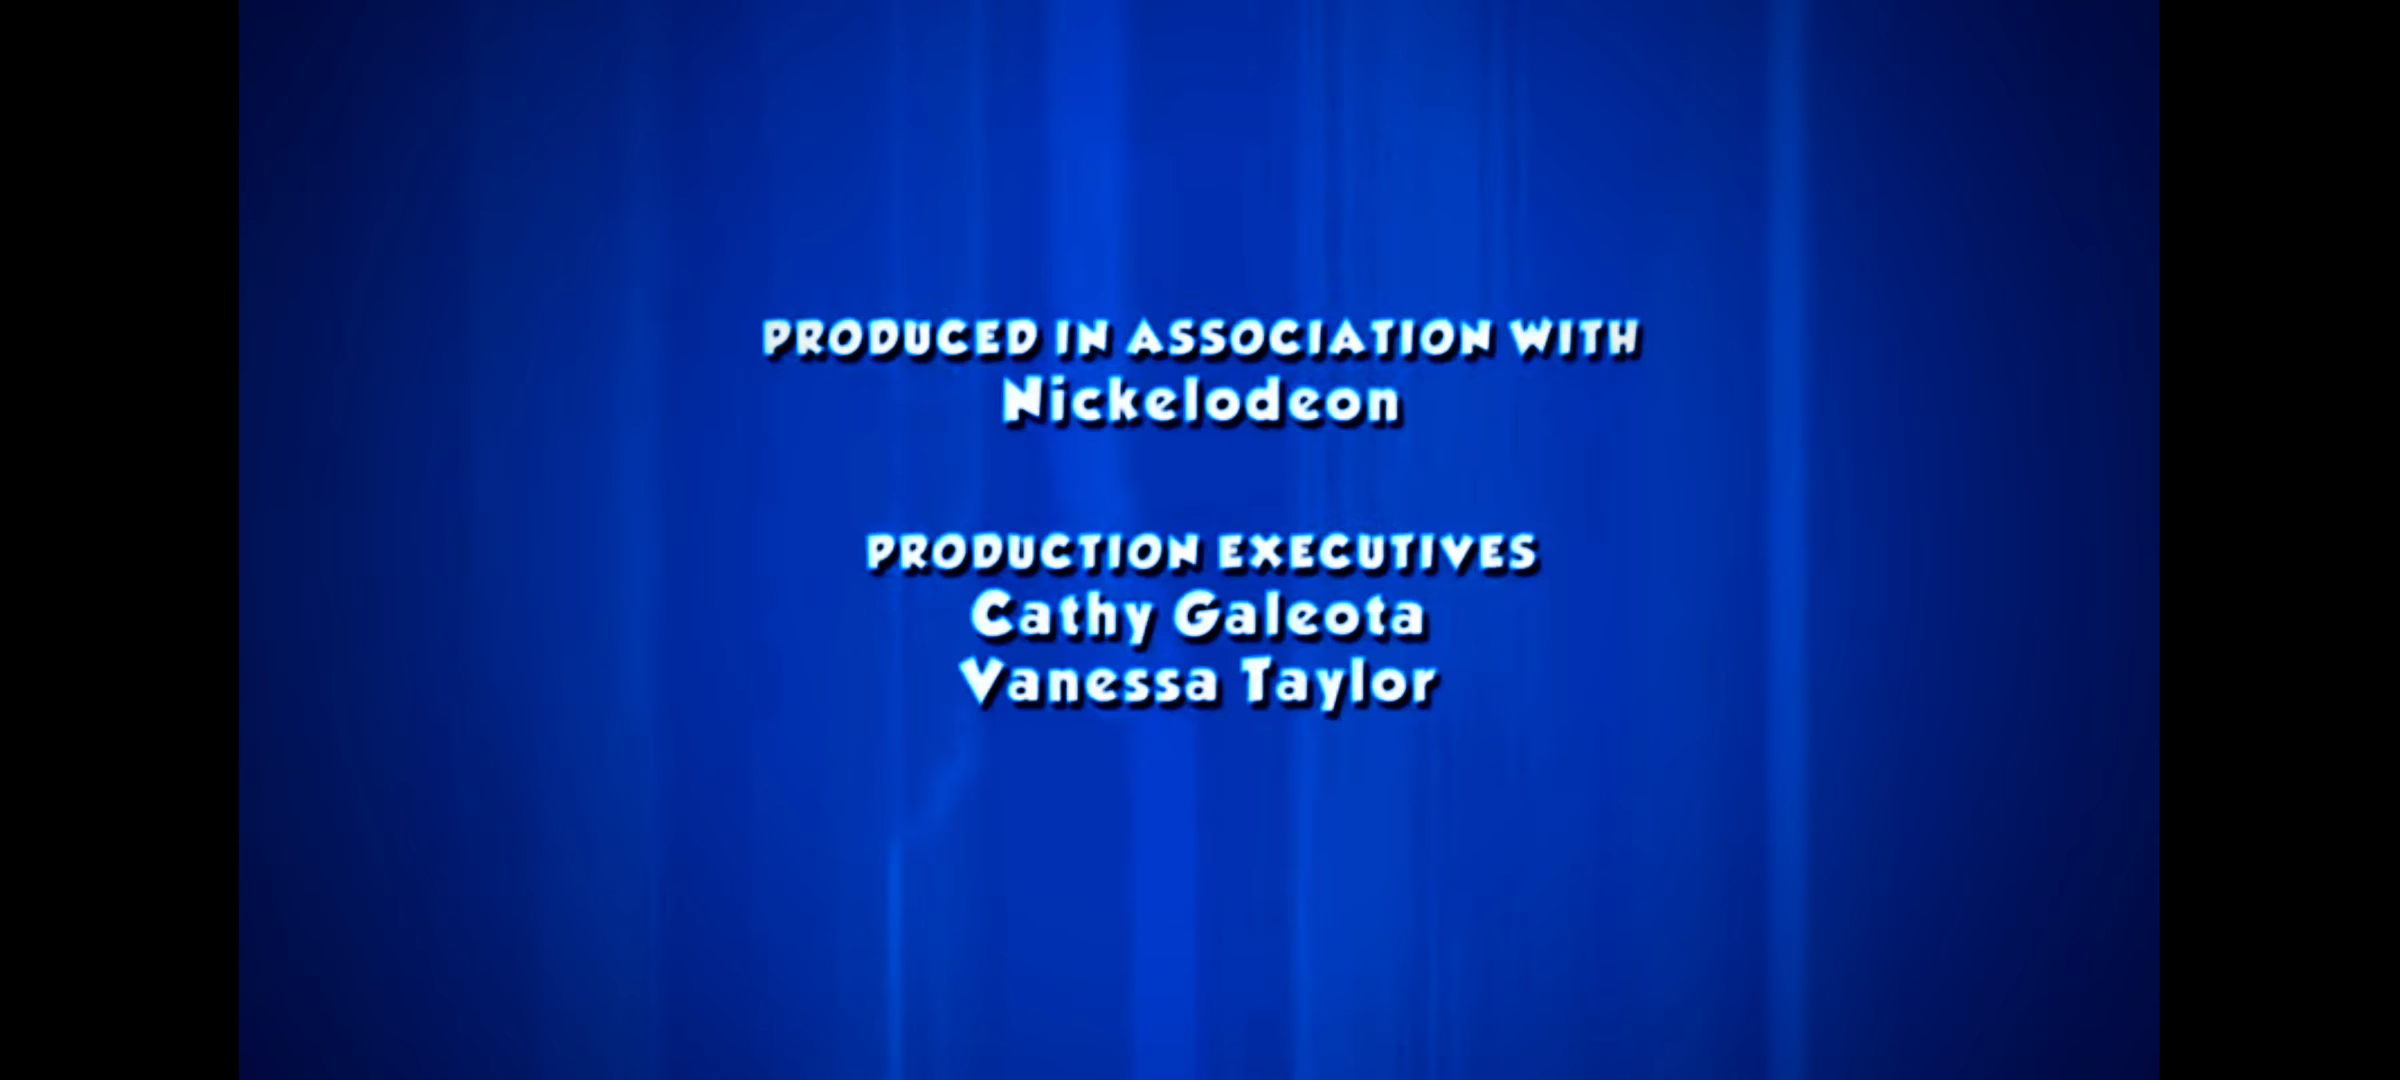 PRODUCED IN ASSOCIATION WITH
Nickelodeon
PRODUCTION EXECUTIVES
Cathy Galeota
Vanessa Taylor